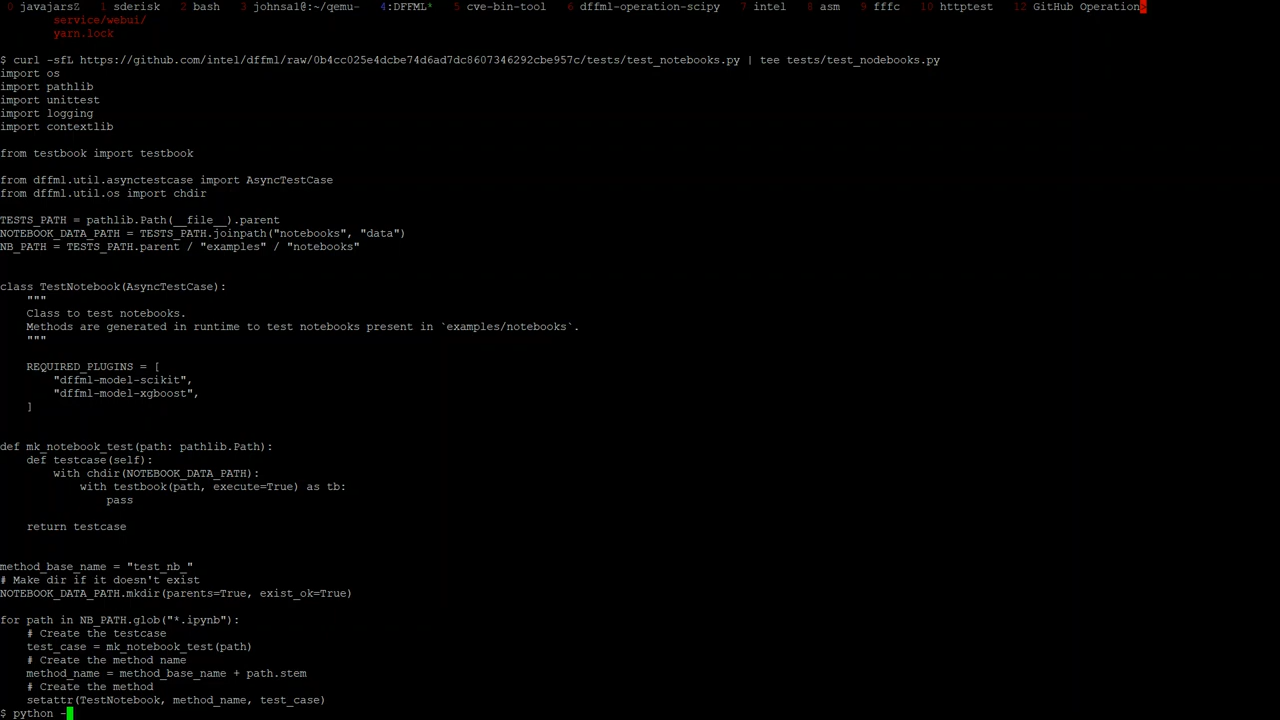 0 javajarsZ 1 sderisk 2 bash 3 johnsal@:~/qemu- 4:DFFML* 5 cve-bin-tool 6 dffml-operation-scipy 7 intel 8 asm 9 fffc 10 httptest 12 GitHub Operation>
service/webui/
yarn.lock
$ curl -sfL https://github.com/intel/dffml/raw/0b4cc025e4dcbe74d6ad7dc8607346292cbe957c/tests/test_notebooks.py | tee tests/test_nodebooks.py
import os
import pathlib
import unittest
import logging
import contextlib
from testbook import testbook
from dffml.util.asynctestcase import AsyncTestCase
from dffml.util.os import chdir
TESTS_PATH = pathlib.Path(__file__).parent
NOTEBOOK_DATA_PATH = TESTS_PATH.joinpath("notebooks", "data")
NB_PATH = TESTS_PATH.parent / "examples" / "notebooks"
class TestNotebook(AsyncTestCase):
"""
Class to test notebooks.
Methods are generated in runtime to test notebooks present in `examples/notebooks`.
"""
REQUIRED_PLUGINS = [
"dffml-model-scikit",
"dffml-model-xgboost",
]
def mk_notebook_test(path: pathlib.Path):
def testcase(self):
with chdir(NOTEBOOK_DATA_PATH):
with testbook(path, execute=True) as tb:
pass
return testcase
method_base_name = "test_nb_"
# Make dir if it doesn't exist
NOTEBOOK_DATA_PATH.mkdir(parents=True, exist_ok=True)
for path in NB_PATH.glob("*.ipynb"):
# Create the testcase
test_case = mk_notebook_test(path)
# Create the method name
method_name = method_base_name + path.stem
# Create the method
setattr(TestNotebook, method_name, test_case)
$ python -